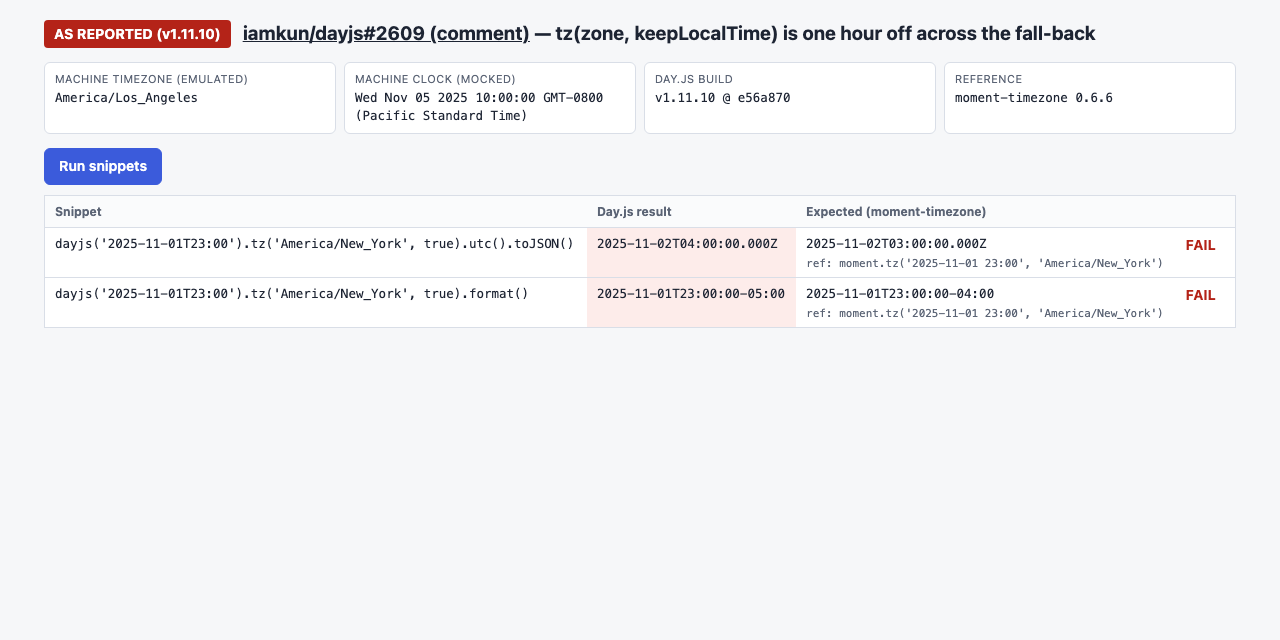 AS REPORTED (v1.11.10) iamkun/dayjs#2609 (comment) — tz(zone, keepLocalTime) is one hour off across the fall-back
MACHINE TIMEZONE (EMULATED)
America/Los_Angeles
MACHINE CLOCK (MOCKED)
Wed Nov 05 2025 10:00:00 GMT-0800
(Pacific Standard Time)
DAY.JS BUILD
v1.11.10 @ e56a870
REFERENCE
moment-timezone 0.6.6
Run snippets
Snippet Day.js result Expected (moment-timezone)
dayjs('2025-11-01T23:00').tz('America/New_York', true).utc().toJSON() 2025-11-02T04:00:00.000Z 2025-11-02T03:00:00.000Z FAIL
ref: moment.tz('2025-11-01 23:00', 'America/New_York')
dayjs('2025-11-01T23:00').tz('America/New_York', true).format() 2025-11-01T23:00:00-05:00 2025-11-01T23:00:00-04:00 FAIL
ref: moment.tz('2025-11-01 23:00', 'America/New_York')